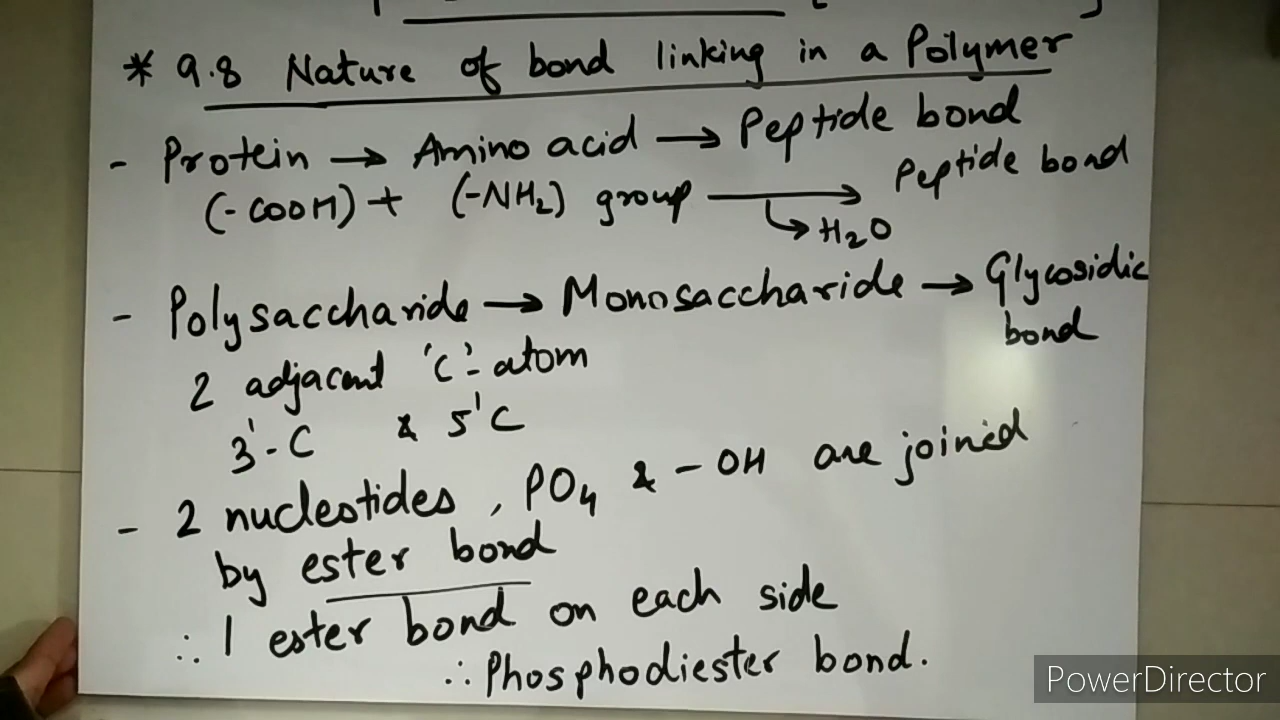 * 9.8 Nature of bond linking in a Polymer
- Protein → Amino acid → Peptide bond
(-COOH) + (-NH₂) group → Peptide bond
↳ H₂O
- Polysaccharide → Monosaccharide → Glycosidic
bond
2 adjacent 'C'- atom
3'-C & 5'C
- 2 nucleotides, PO₄ & -OH are joined
by ester bond
∴ 1 ester bond on each side
∴ Phosphodiester bond.
PowerDirector